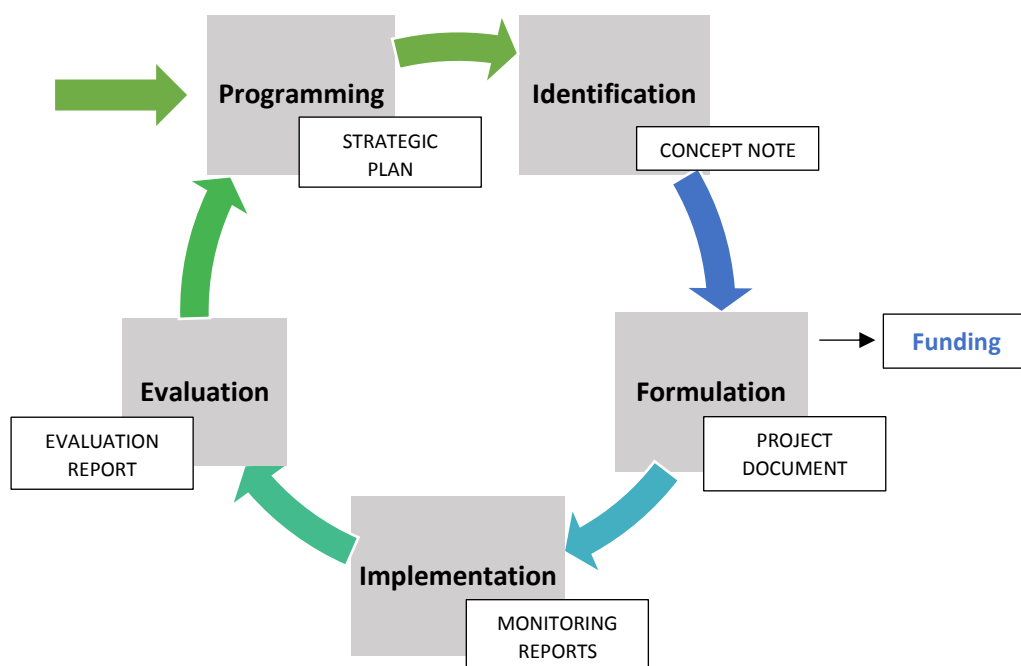 Programming
STRATEGIC
PLAN
Identification
CONCEPT NOTE
Formulation
PROJECT
DOCUMENT
Funding
Implementation
MONITORING
REPORTS
Evaluation
EVALUATION
REPORT